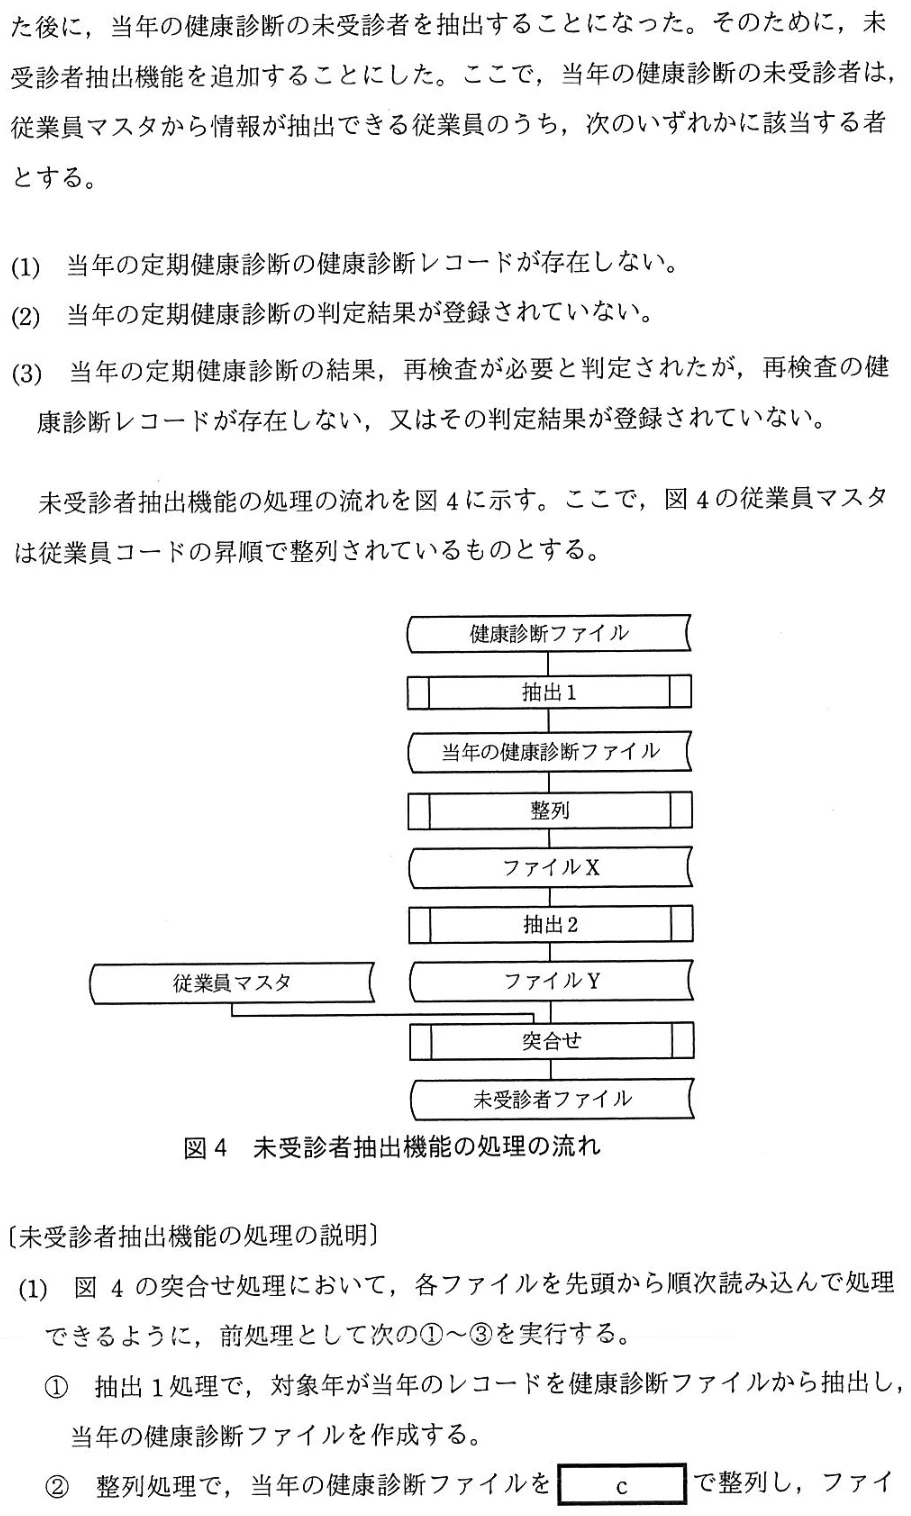 た後に，当年の健康診断の未受診者を抽出することになった。そのために，未
受診者抽出機能を追加することにした。ここで，当年の健康診断の未受診者は，
従業員マスタから情報が抽出できる従業員のうち，次のいずれかに該当する者
とする。
(1)　当年の定期健康診断の健康診断レコードが存在しない。
(2)　当年の定期健康診断の判定結果が登録されていない。
(3)　当年の定期健康診断の結果，再検査が必要と判定されたが，再検査の健
康診断レコードが存在しない，又はその判定結果が登録されていない。
未受診者抽出機能の処理の流れを図 4 に示す。ここで，図 4 の従業員マスタ
は従業員コードの昇順で整列されているものとする。
健康診断ファイル
抽出 1
当年の健康診断ファイル
整列
ファイル X
抽出 2
従業員マスタ
ファイル Y
突合せ
未受診者ファイル
図 4　未受診者抽出機能の処理の流れ
〔未受診者抽出機能の処理の説明〕
(1)　図 4 の突合せ処理において，各ファイルを先頭から順次読み込んで処理
できるように，前処理として次の①～③を実行する。
①　抽出 1 処理で，対象年が当年のレコードを健康診断ファイルから抽出し，
当年の健康診断ファイルを作成する。
②　整列処理で，当年の健康診断ファイルを c で整列し，ファイ